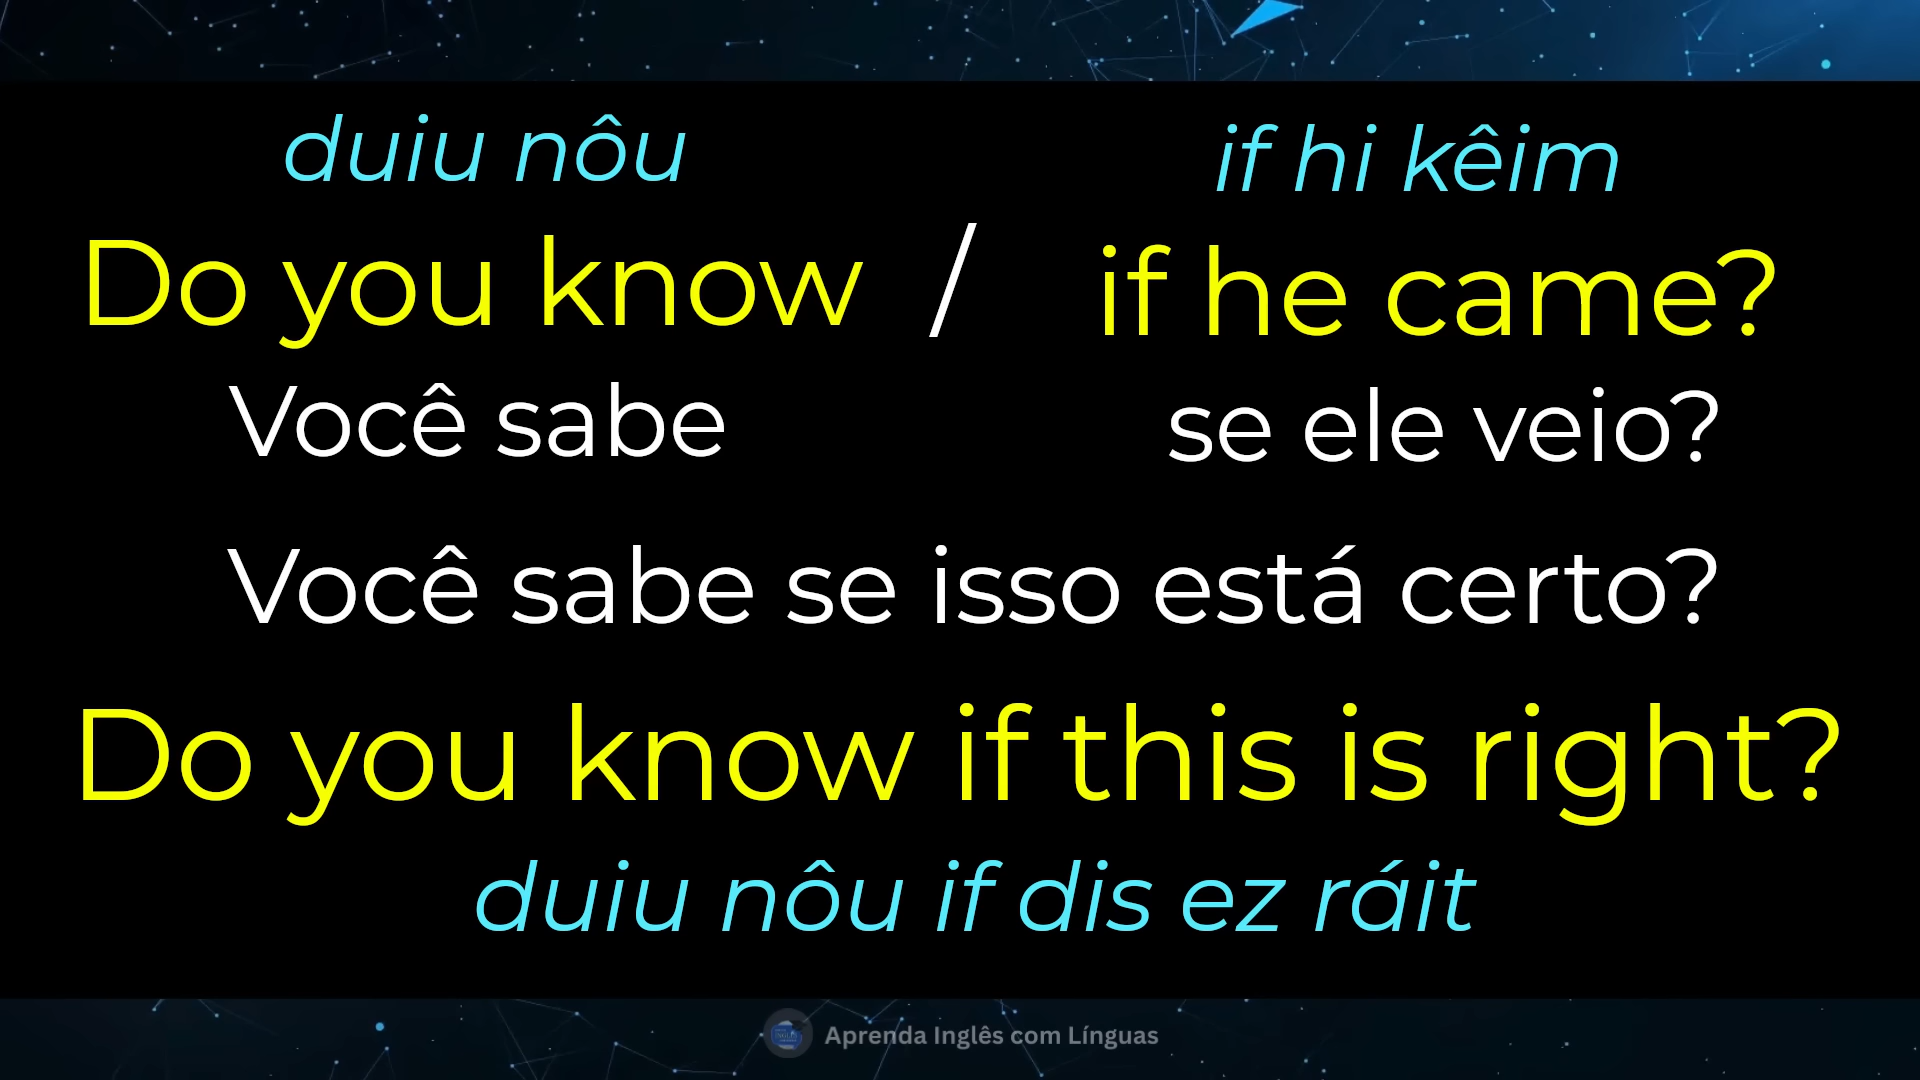 duiu nôu if hi kêim
Do you know / if he came?
Você sabe se ele veio?
Você sabe se isso está certo?
Do you know if this is right?
duiu nôu if dis ez ráit
Aprenda Inglês com Línguas